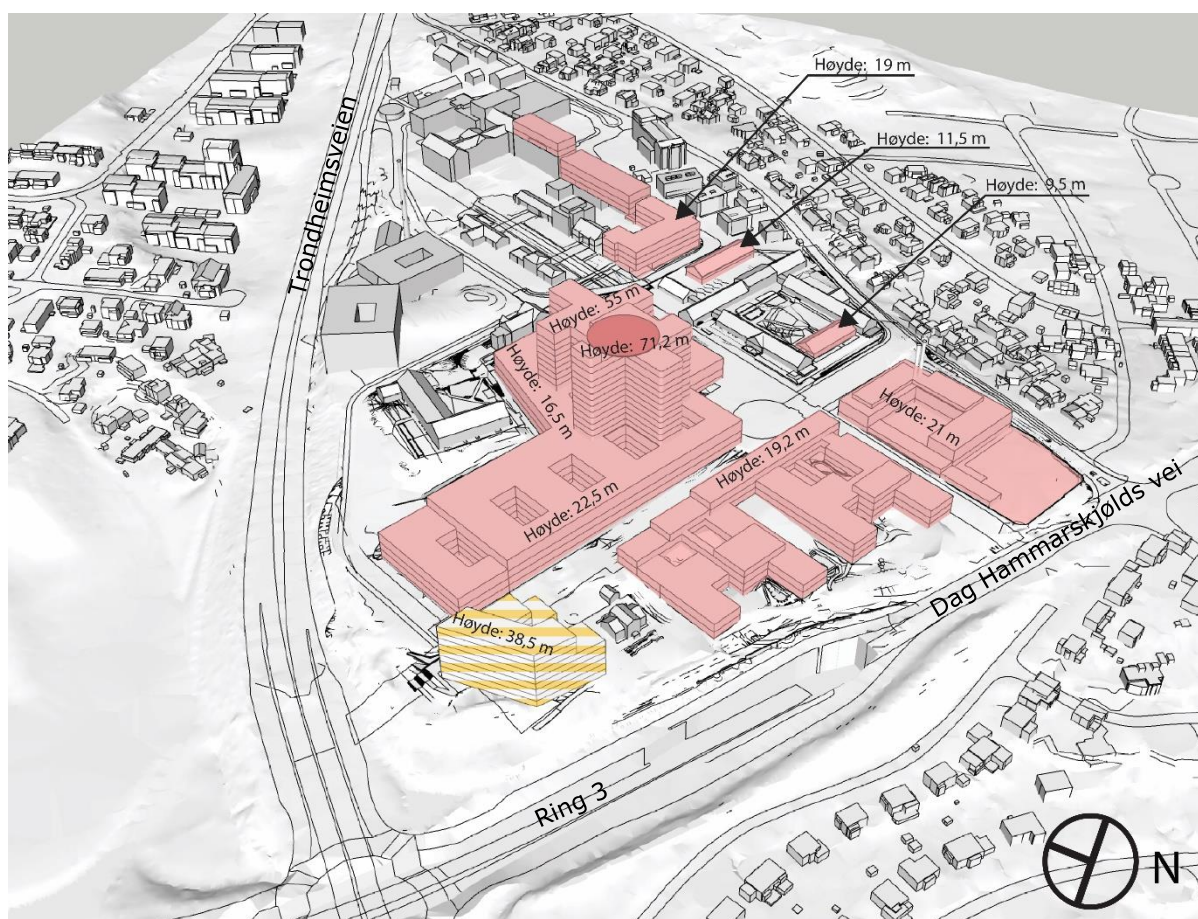 Høyde: 19 m
Høyde: 11,5 m
Høyde: 9,5 m
Trondheimsveien
Høyde: 55 m
Høyde: 71,2 m
Høyde: 16,5 m
Høyde: 21 m
Høyde: 19,2 m
Høyde: 22,5 m
Dag Hammarskjølds vei
Høyde: 38,5 m
Ring 3
N